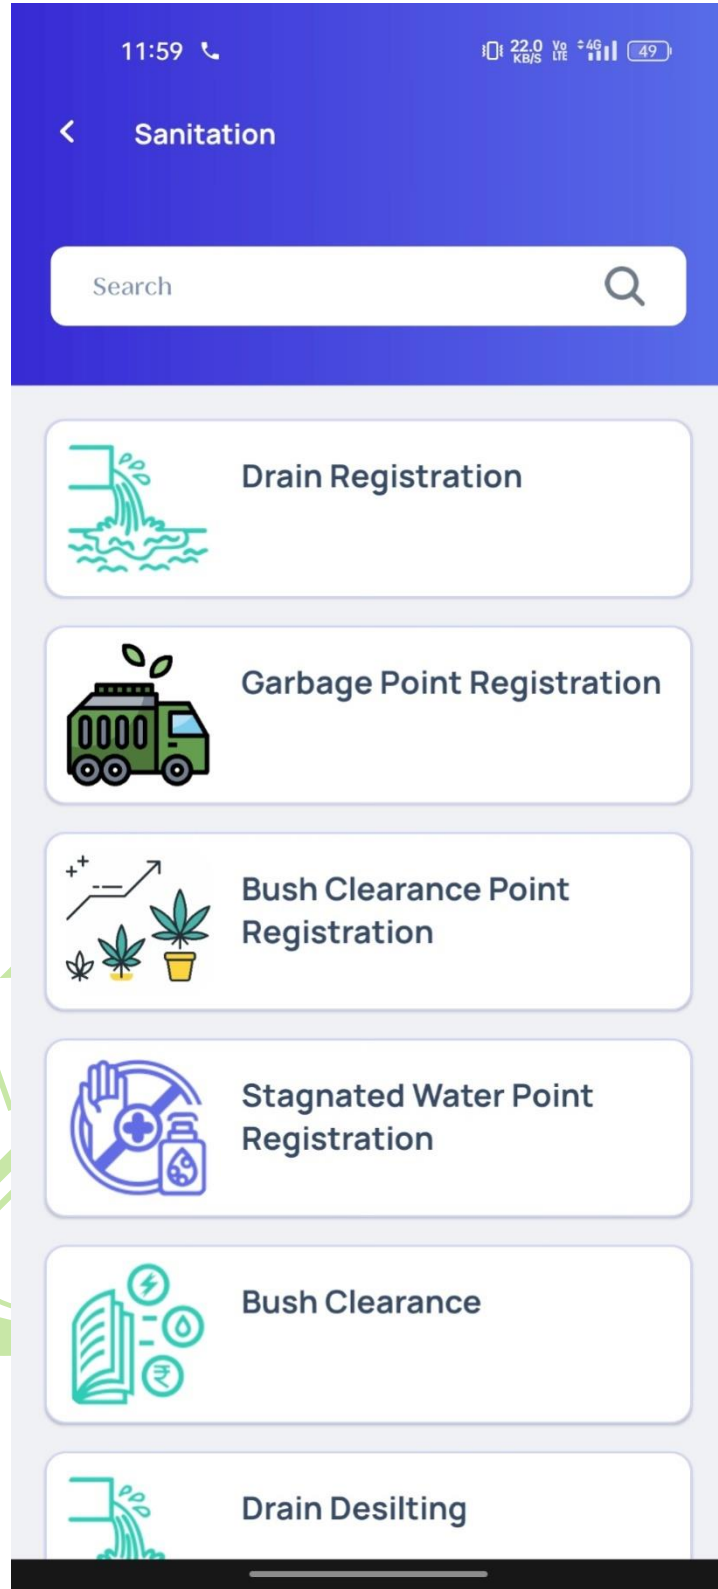 11:59 22.0 KB/S Vo LTE 4G 49
Sanitation
Search
Drain Registration
Garbage Point Registration
Bush Clearance Point
Registration
Stagnated Water Point
Registration
₹
Bush Clearance
Drain Desilting